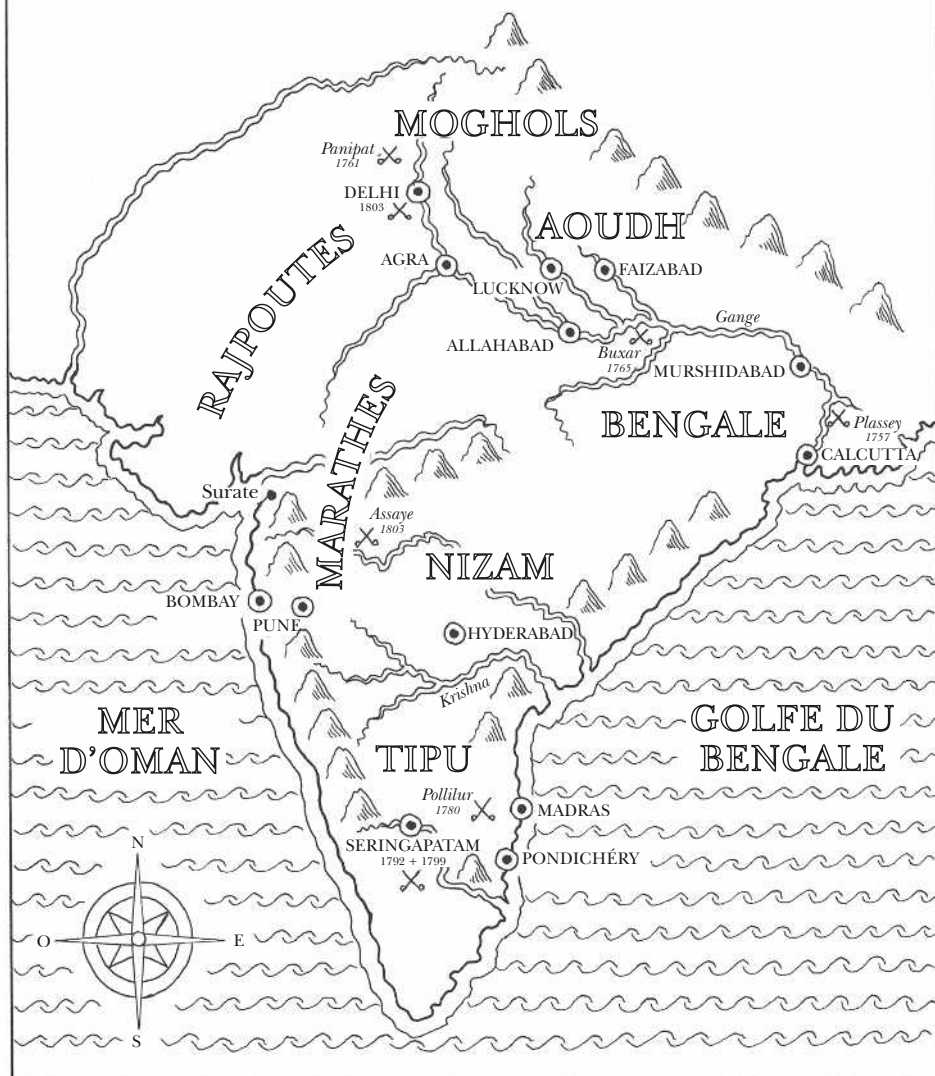 MOGHOLS
Panipat
1761
DELHI
1803
AOUDH
RAJPOUTES
AGRA
FAIZABAD
LUCKNOW
Gange
ALLAHABAD
Buxar
1765
MURSHIDABAD
BENGALE
Plassey
1757
CALCUTTA
MARATHES
Surate
Assaye
1803
NIZAM
BOMBAY
PUNE
HYDERABAD
Krishna
MER
D’OMAN
GOLFE DU
BENGALE
TIPU
Pollilur
1780
MADRAS
SERINGAPATAM
1792 + 1799
PONDICHÉRY
N
O
E
S